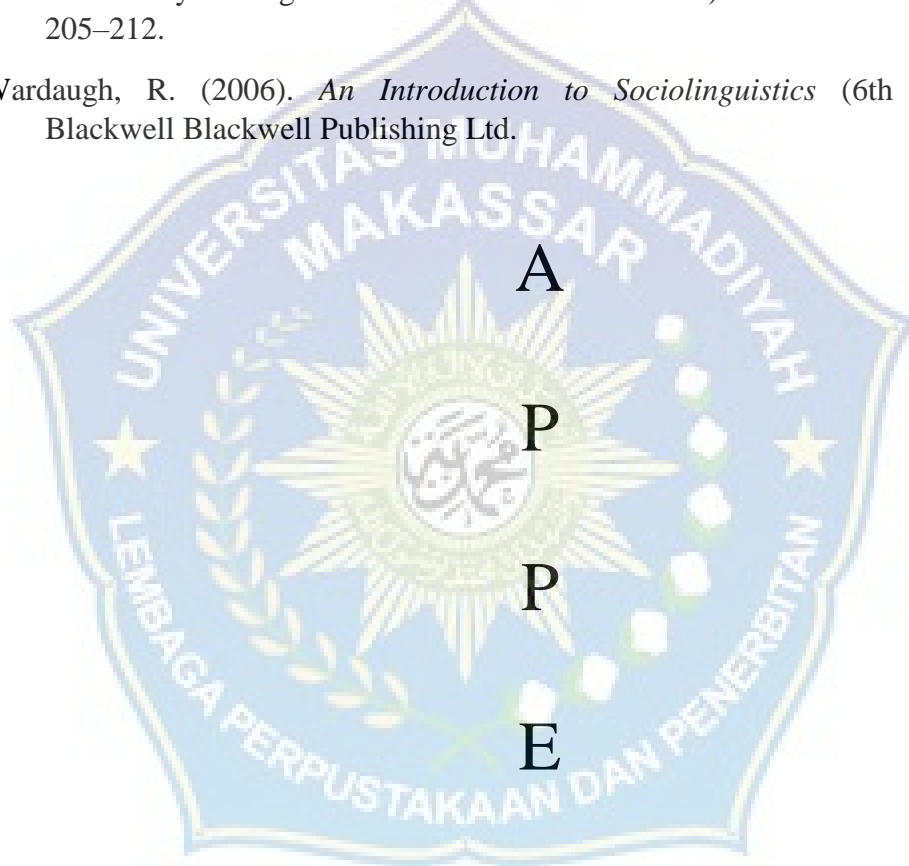 205–212.
Vardaugh, R. (2006). An Introduction to Sociolinguistics (6th
Blackwell Blackwell Publishing Ltd.
UNIVERSITAS MUHAMMADIYAH
MAKASSAR
A
P
P
E
LEMBAGA PERPUSTAKAAN DAN PENERBITAN